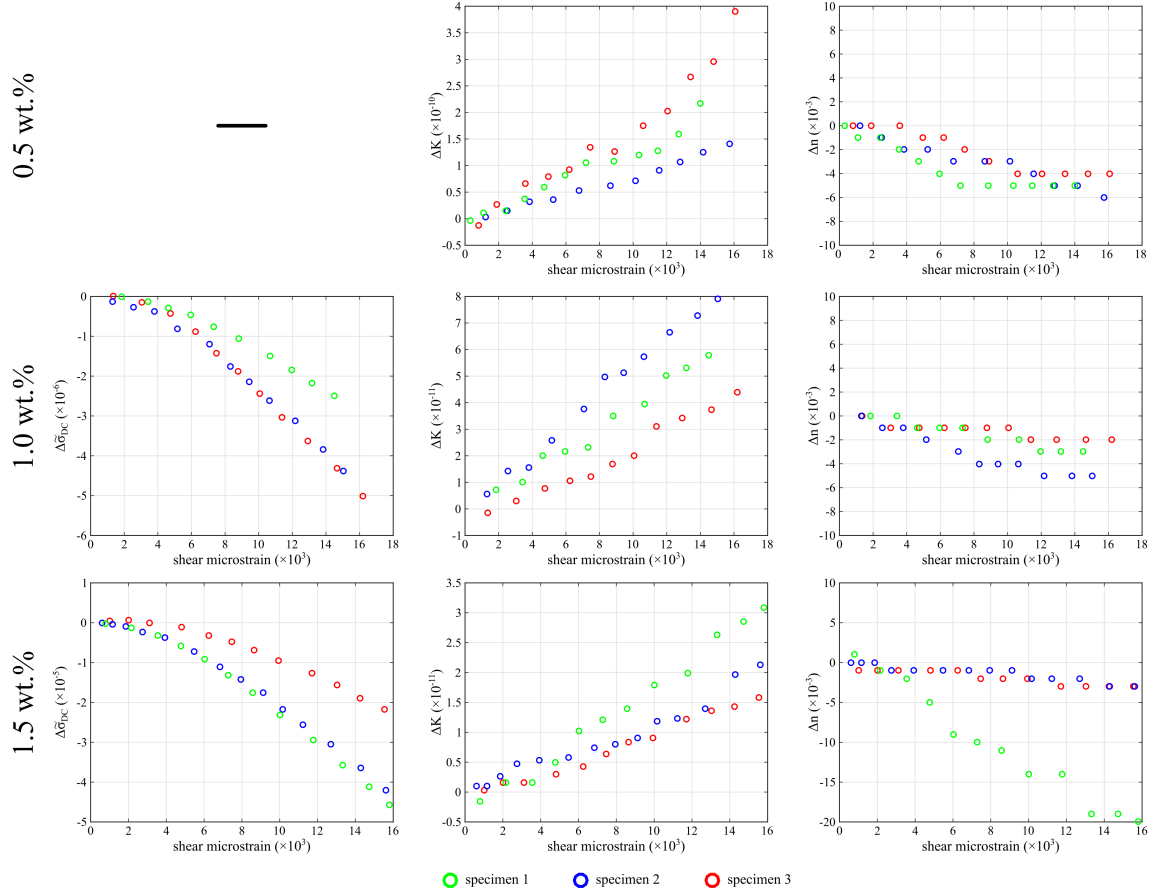 0.5 wt.%
ΔK (×10⁻¹⁰)
4
3.5
3
2.5
2
1.5
1
0.5
0
-0.5
0 2 4 6 8 10 12 14 16 18
shear microstrain (×10³)
Δn (×10⁻³)
10
8
6
4
2
0
-2
-4
-6
-8
-10
0 2 4 6 8 10 12 14 16 18
shear microstrain (×10³)
1.0 wt.%
Δσ̃DC (×10⁻⁶)
0
-1
-2
-3
-4
-5
-6
0 2 4 6 8 10 12 14 16 18
shear microstrain (×10³)
ΔK (×10⁻¹¹)
8
7
6
5
4
3
2
1
0
-1
0 2 4 6 8 10 12 14 16 18
shear microstrain (×10³)
Δn (×10⁻³)
10
8
6
4
2
0
-2
-4
-6
-8
-10
0 2 4 6 8 10 12 14 16 18
shear microstrain (×10³)
1.5 wt.%
Δσ̃DC (×10⁻⁵)
1
0
-1
-2
-3
-4
-5
0 2 4 6 8 10 12 14 16
shear microstrain (×10³)
ΔK (×10⁻¹¹)
3.5
3
2.5
2
1.5
1
0.5
0
-0.5
0 2 4 6 8 10 12 14 16
shear microstrain (×10³)
Δn (×10⁻³)
10
5
0
-5
-10
-15
-20
0 2 4 6 8 10 12 14 16
shear microstrain (×10³)
specimen 1 specimen 2 specimen 3